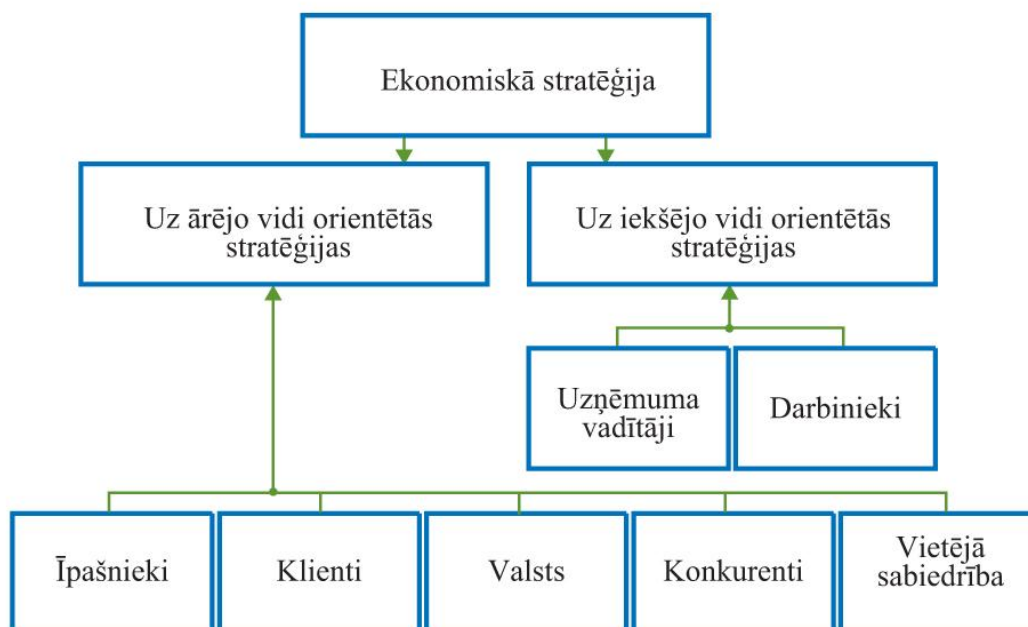 Ekonomiskā stratēģija
Uz ārējo vidi orientētās
stratēģijas
Uz iekšējo vidi orientētās
stratēģijas
Uzņēmuma
vadītāji
Darbinieki
Īpašnieki
Klienti
Valsts
Konkurenti
Vietējā
sabiedrība